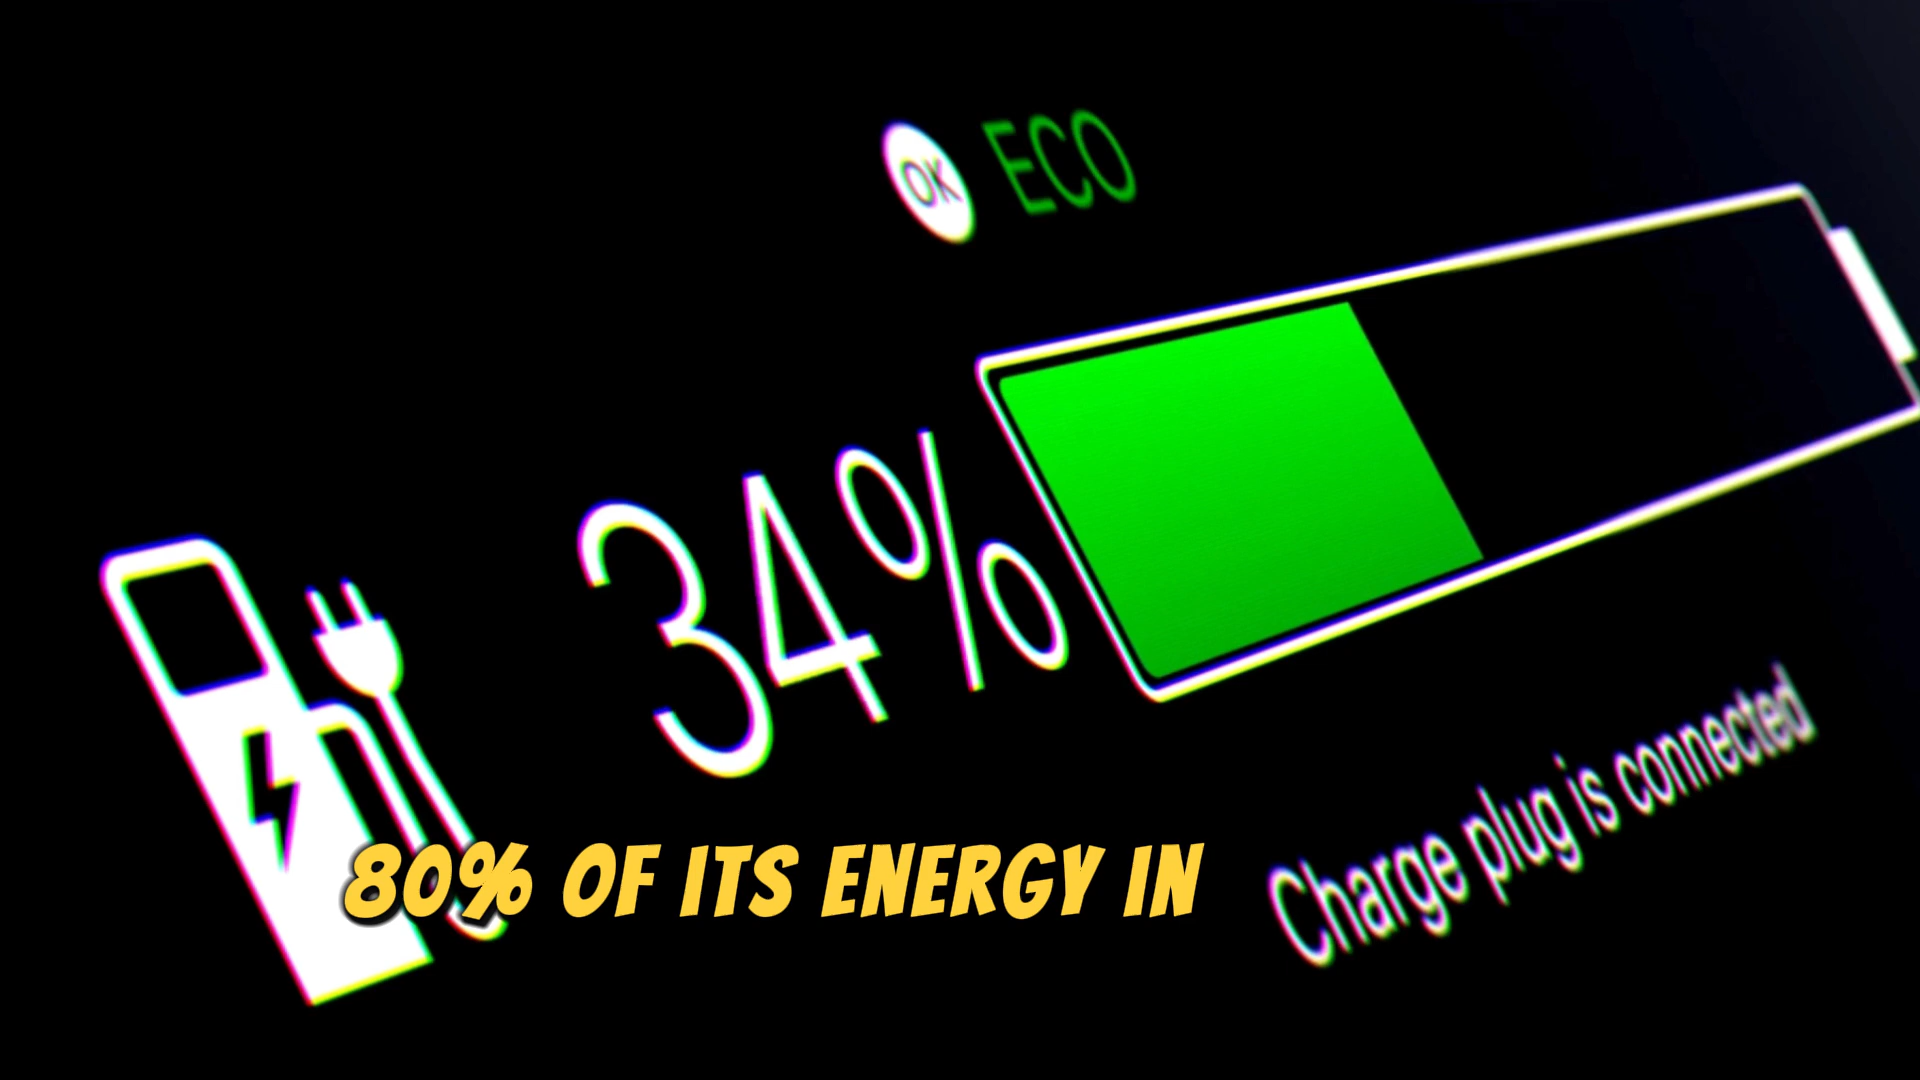 OK ECO
34%
Charge plug is connected
80% OF ITS ENERGY IN